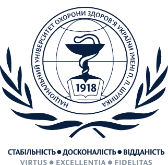 НАЦІОНАЛЬНИЙ УНІВЕРСИТЕТ ОХОРОНИ ЗДОРОВ'Я УКРАЇНИ ІМЕНІ П. Л. ШУПИКА
1918
СТАБІЛЬНІСТЬ • ДОСКОНАЛІСТЬ • ВІДДАНІСТЬ
VIRTUS • EXCELLENTIA • FIDELITAS